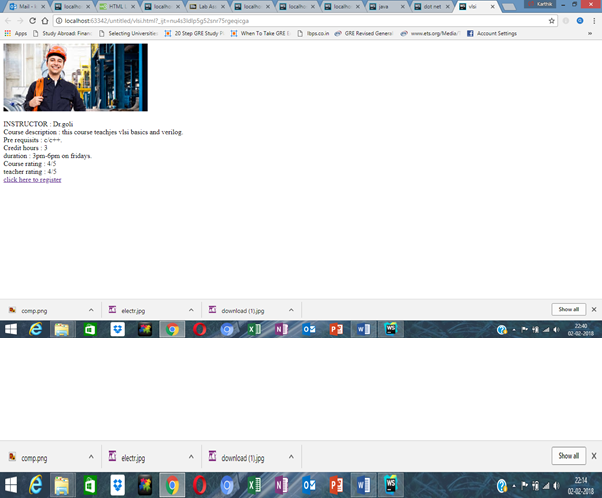 Mail - k
localho
HTML
localho
Lab Ass
localho
localho
localho
java
dot net
vlsi
Karthik
localhost:63342/untitled/vlsi.html?
Apps
Study Abroad: Finan
Selecting Universities
20 Step GRE Study P
When To Take GRE
ibps.co.in
GRE Revised General
www.ets.org/Media/
Account Settings
INSTRUCTOR : Dr.goli
Course description : this course teachjes vlsi basics and verilog.
Pre requisits : c/c++.
Credit hours : 3
duration : 3pm-6pm on fridays.
Course rating : 4/5
teacher rating : 4/5
click here to register
comp.png
electr.jpg
download (1).jpg
Show all
22:40
02-02-2018
comp.png
electr.jpg
download (1).jpg
Show all
22:14
02-02-2018